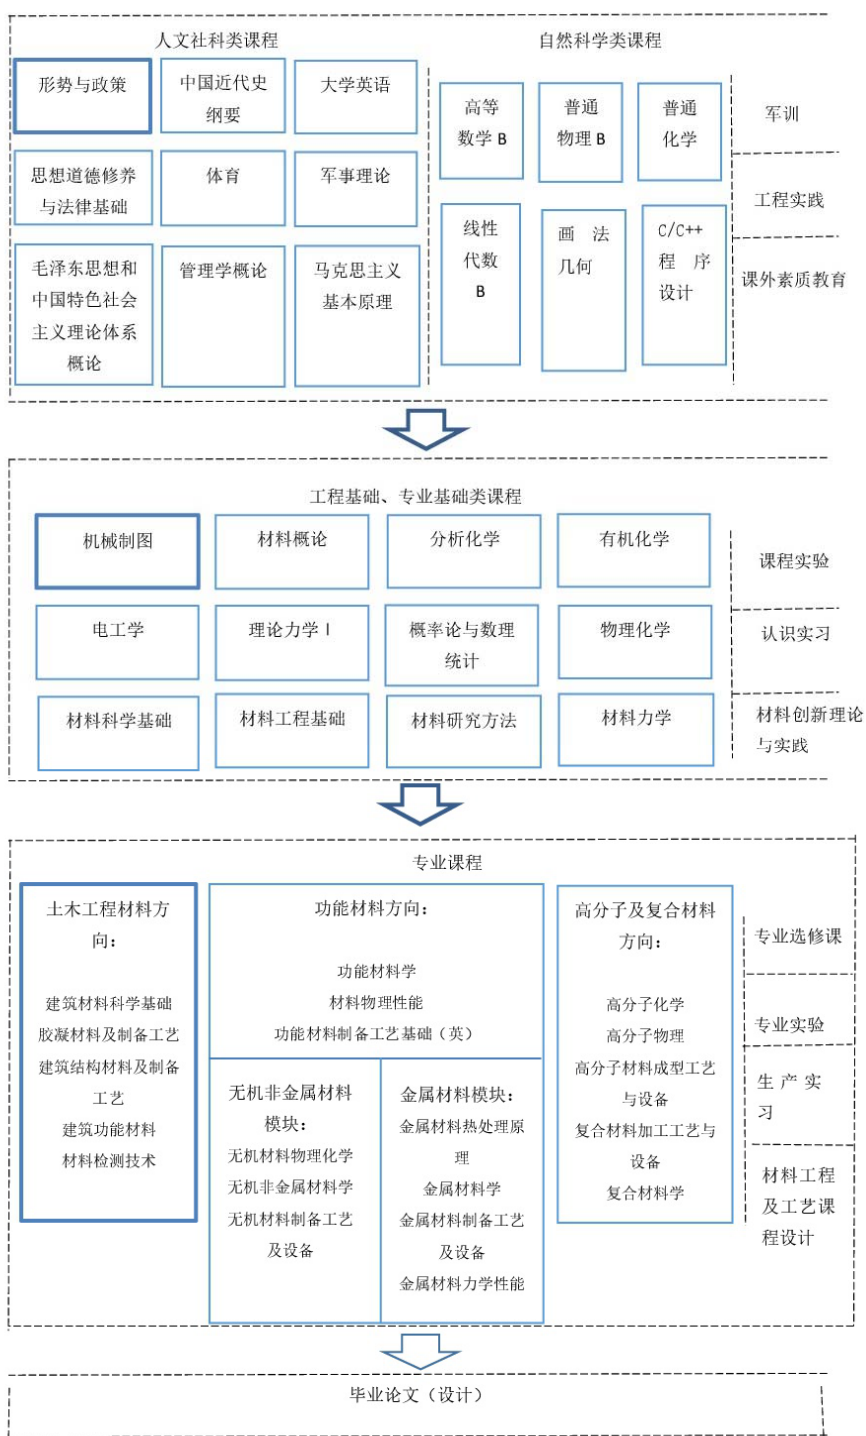 人文社科类课程
自然科学类课程
形势与政策
中国近代史
纲要
大学英语
高等
数学 B
普通
物理 B
普通
化学
军训
思想道德修养
与法律基础
体育
军事理论
工程实践
线性
代数
B
画 法
几何
C/C++
程 序
设计
毛泽东思想和
中国特色社会
主义理论体系
概论
管理学概论
马克思主义
基本原理
课外素质教育
工程基础、专业基础类课程
机械制图
材料概论
分析化学
有机化学
课程实验
电工学
理论力学 I
概率论与数理
统计
物理化学
认识实习
材料科学基础
材料工程基础
材料研究方法
材料力学
材料创新理论
与实践
专业课程
土木工程材料方
向：
建筑材料科学基础
胶凝材料及制备工艺
建筑结构材料及制备
工艺
建筑功能材料
材料检测技术
功能材料方向：
功能材料学
材料物理性能
功能材料制备工艺基础（英）
无机非金属材料
模块：
无机材料物理化学
无机非金属材料学
无机材料制备工艺
及设备
金属材料模块：
金属材料热处理原
理
金属材料学
金属材料制备工艺
及设备
金属材料力学性能
高分子及复合材料
方向：
高分子化学
高分子物理
高分子材料成型工艺
与设备
复合材料加工工艺与
设备
复合材料学
专业选修课
专业实验
生 产 实
习
材料工程
及工艺课
程设计
毕业论文（设计）